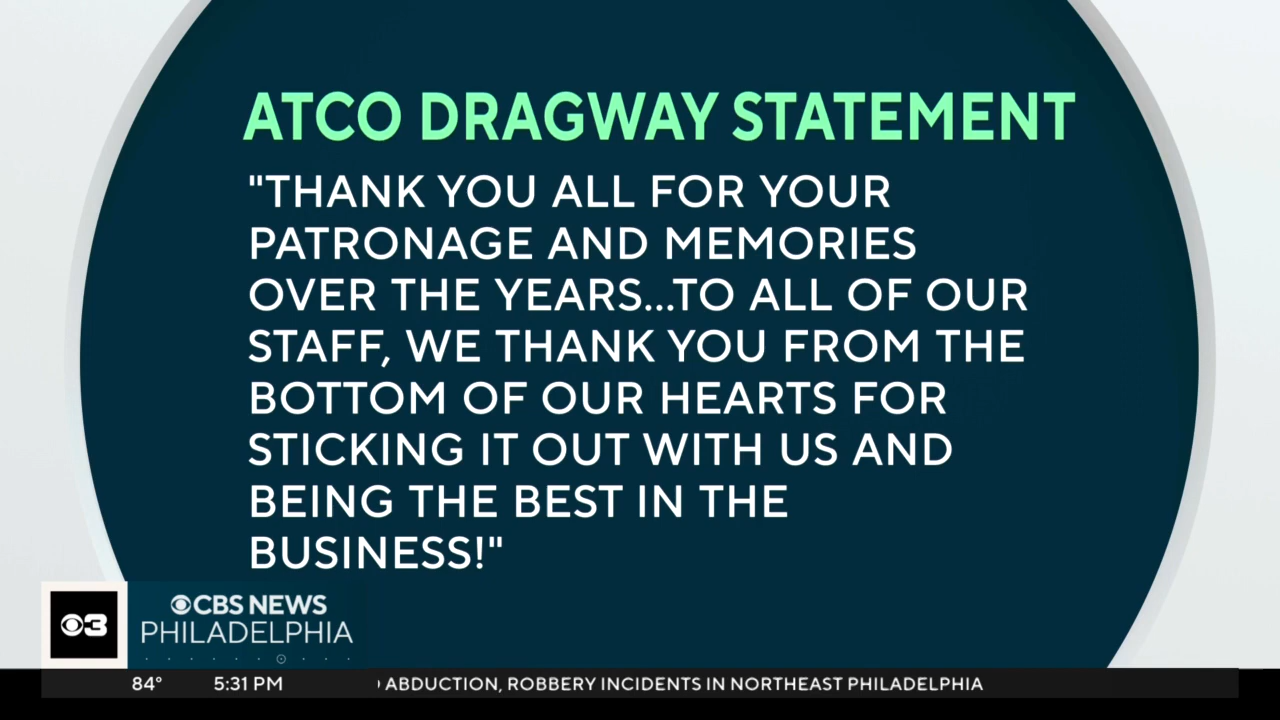 ATCO DRAGWAY STATEMENT
"THANK YOU ALL FOR YOUR
PATRONAGE AND MEMORIES
OVER THE YEARS...TO ALL OF OUR
STAFF, WE THANK YOU FROM THE
BOTTOM OF OUR HEARTS FOR
STICKING IT OUT WITH US AND
BEING THE BEST IN THE
BUSINESS!"
3
CBS NEWS
PHILADELPHIA
84° 5:31 PM ABDUCTION, ROBBERY INCIDENTS IN NORTHEAST PHILADELPHIA